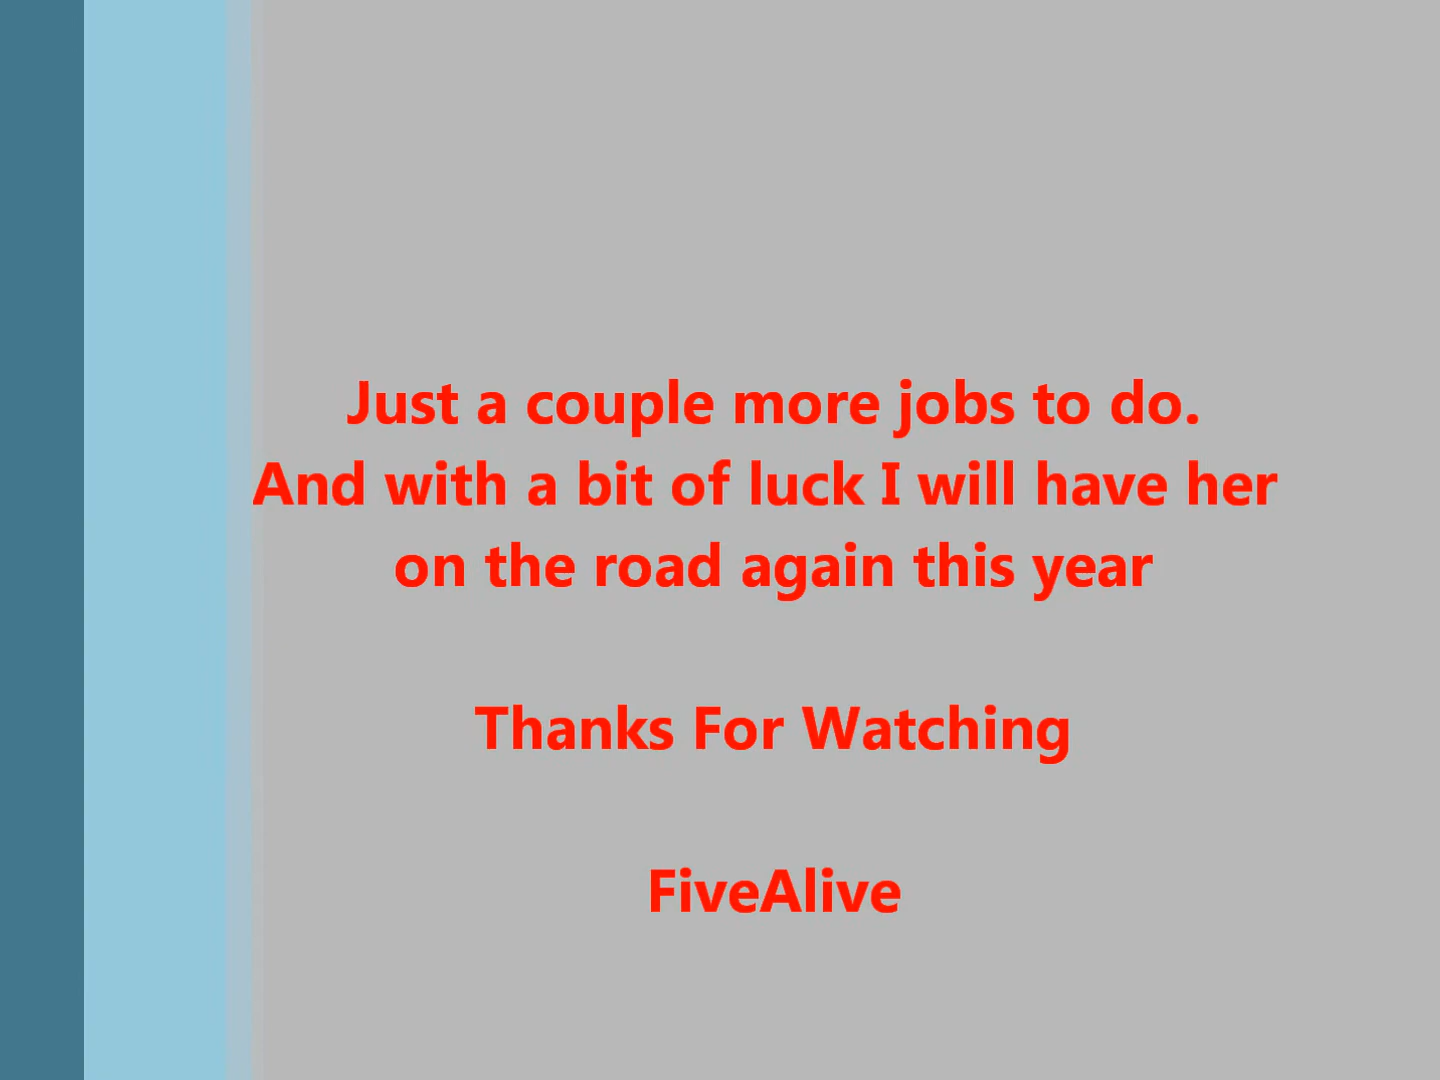 Just a couple more jobs to do.
And with a bit of luck I will have her
on the road again this year
Thanks For Watching
FiveAlive